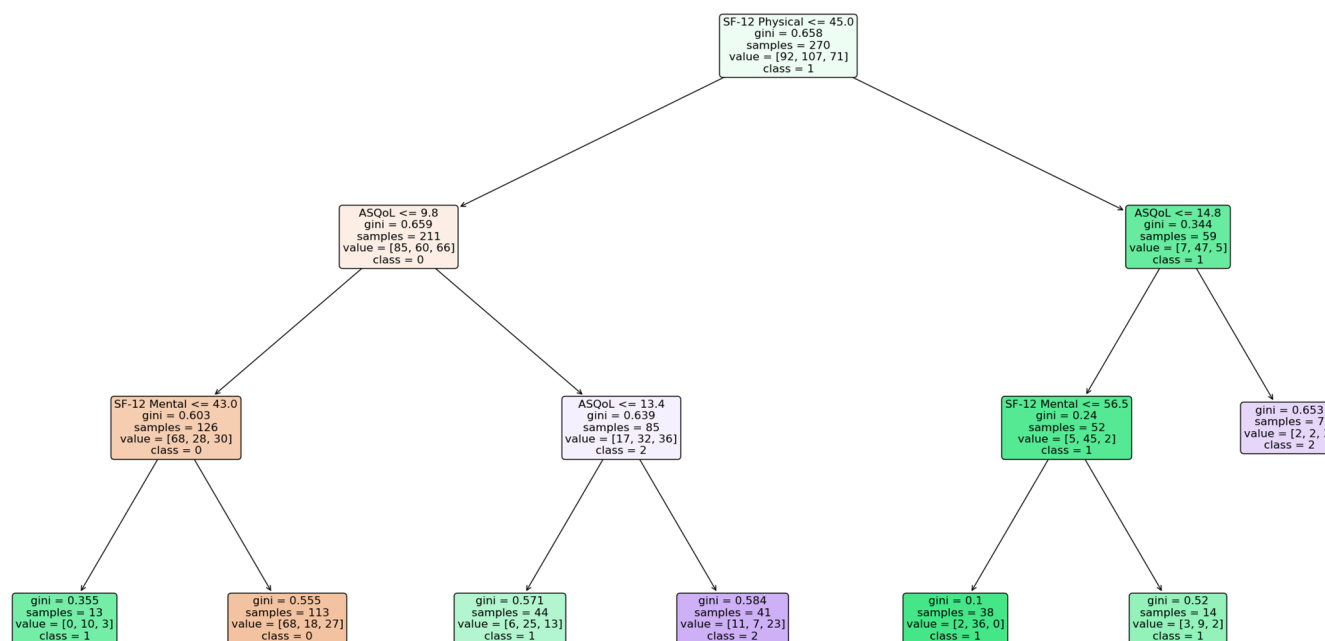 SF-12 Physical <= 45.0
gini = 0.658
samples = 270
value = [92, 107, 71]
class = 1
ASQoL <= 9.8
gini = 0.659
samples = 211
value = [85, 60, 66]
class = 0
ASQoL <= 14.8
gini = 0.344
samples = 59
value = [7, 47, 5]
class = 1
SF-12 Mental <= 43.0
gini = 0.603
samples = 126
value = [68, 28, 30]
class = 0
ASQoL <= 13.4
gini = 0.639
samples = 85
value = [17, 32, 36]
class = 2
SF-12 Mental <= 56.5
gini = 0.24
samples = 52
value = [5, 45, 2]
class = 1
gini = 0.653
samples = 7
value = [2, 2,
class = 2
gini = 0.355
samples = 13
value = [0, 10, 3]
class = 1
gini = 0.555
samples = 113
value = [68, 18, 27]
class = 0
gini = 0.571
samples = 44
value = [6, 25, 13]
class = 1
gini = 0.584
samples = 41
value = [11, 7, 23]
class = 2
gini = 0.1
samples = 38
value = [2, 36, 0]
class = 1
gini = 0.52
samples = 14
value = [3, 9, 2]
class = 1